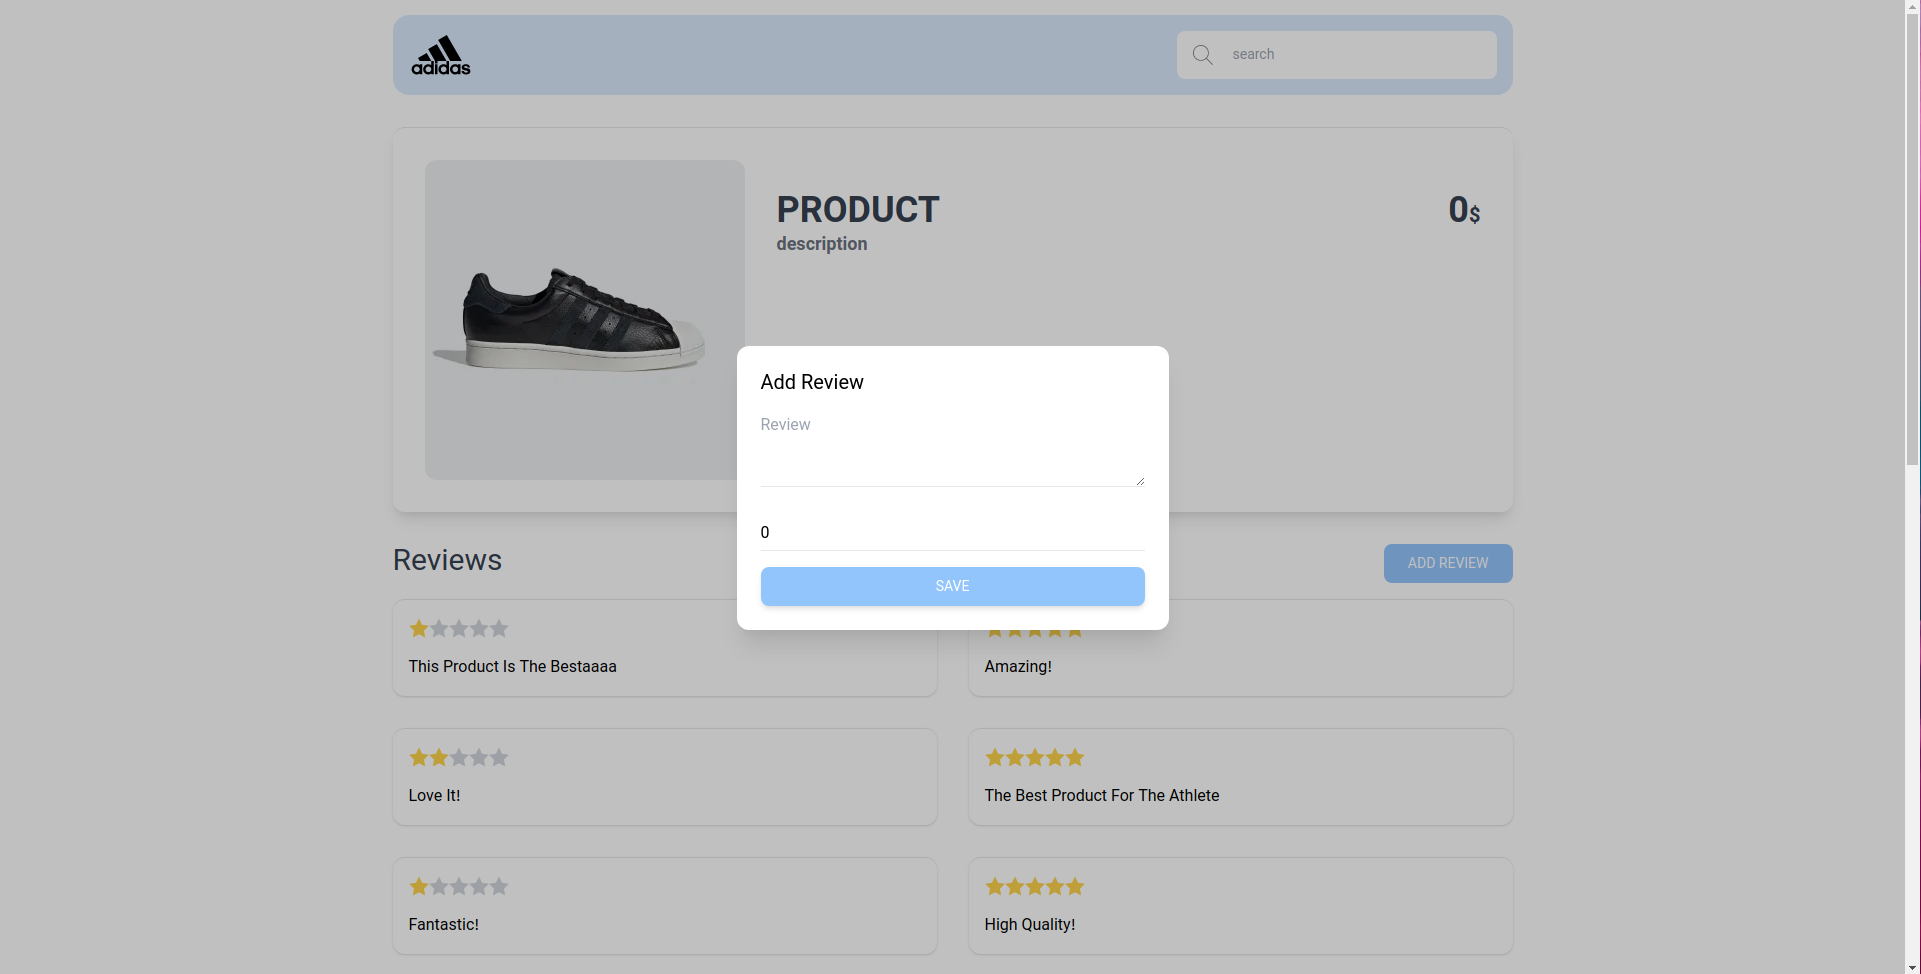 adidas
search
PRODUCT
0$
description
Add Review
Review
0
SAVE
Reviews
ADD REVIEW
This Product Is The Bestaaaa
Amazing!
Love It!
The Best Product For The Athlete
Fantastic!
High Quality!